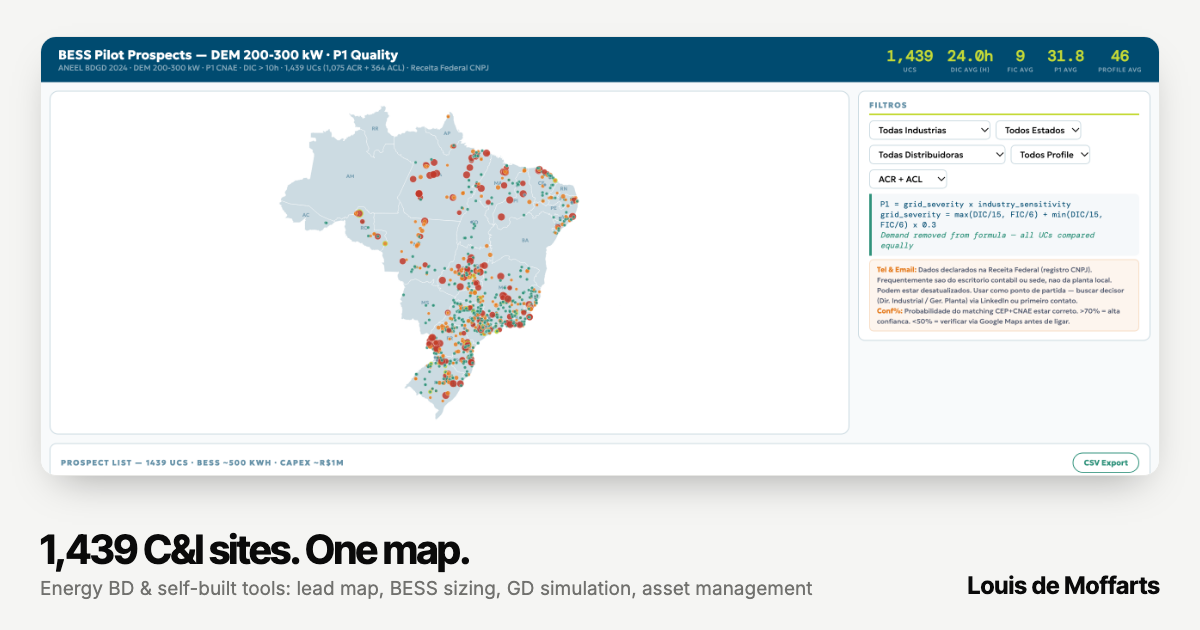 BESS Pilot Prospects — DEM 200-300 kW · P1 Quality
ANEEL BDGD 2024 · DEM 200-300 kW · P1 CNAE · DIC > 10h · 1,439 UCs (1,075 ACR + 364 ACL) · Receita Federal CNPJ
1,439 24.0h 9 31.8 46
UCS DIC AVG (H) FIC AVG P1 AVG PROFILE AVG
FILTROS
Todas Industrias Todos Estados
Todas Distribuidoras Todos Profile
ACR + ACL
P1 = grid_severity x industry_sensitivity
grid_severity = max(DIC/15, FIC/6) + min(DIC/15,
FIC/6) x 0.3
Demand removed from formula — all UCs compared
equally
Tel & Email: Dados declarados na Receita Federal (registro CNPJ).
Frequentemente sao do escritorio contabil ou sede, nao da planta local.
Podem estar desatualizados. Usar como ponto de partida — buscar decisor
(Dir. Industrial / Ger. Planta) via LinkedIn ou primeiro contato.
Conf%: Probabilidade do matching CEP+CNAE estar correto. >70% = alta
confianca. <50% = verificar via Google Maps antes de ligar.
RR
AP
AM
AC
RN
PE
BA
MS
PROSPECT LIST — 1439 UCS · BESS ~500 KWH · CAPEX ~R$1M
CSV Export
1,439 C&I sites. One map.
Energy BD & self-built tools: lead map, BESS sizing, GD simulation, asset management
Louis de Moffarts